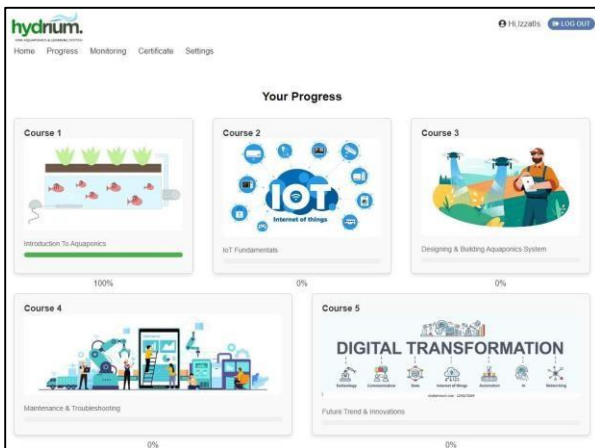 hydrium.
Hi,Izzatis
LOG OUT
Home Progress Monitoring Certificate Settings
Your Progress
Course 1
Course 2
Course 3
IOT
Internet of things
Introduction To Aquaponics
IoT Fundamentals
Designing & Building Aquaponics System
100%
0%
0%
Course 4
Course 5
DIGITAL TRANSFORMATION
Technology Communication Data Internet of things Automation AI Networking
Maintenance & Troubleshooting
Future Trend & Innovations
0%
0%